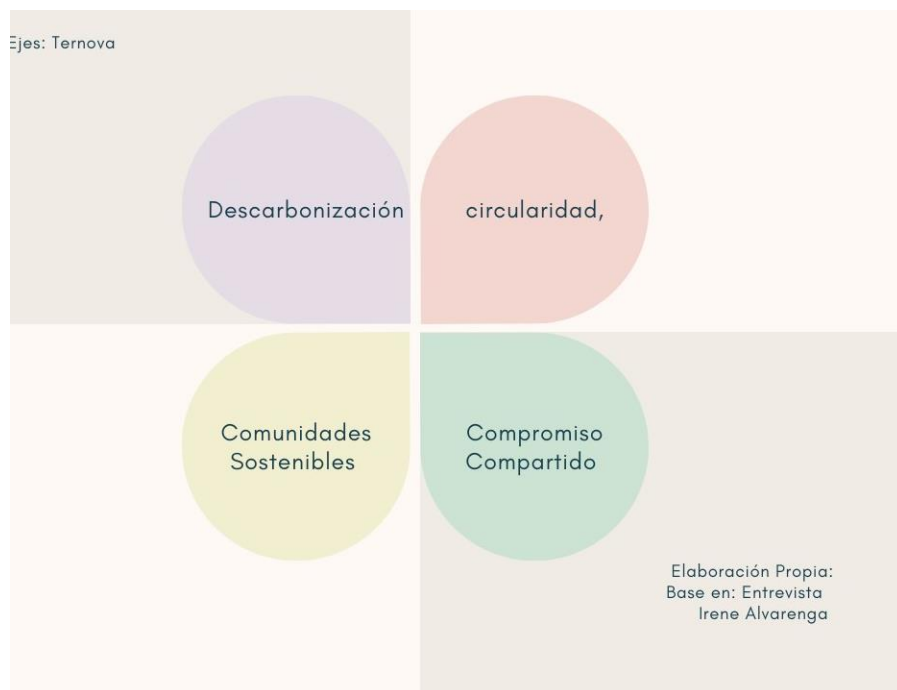 Ejes: Ternova
Descarbonización
circularidad,
Comunidades
Sostenibles
Compromiso
Compartido
Elaboración Propia:
Base en: Entrevista
Irene Alvarenga